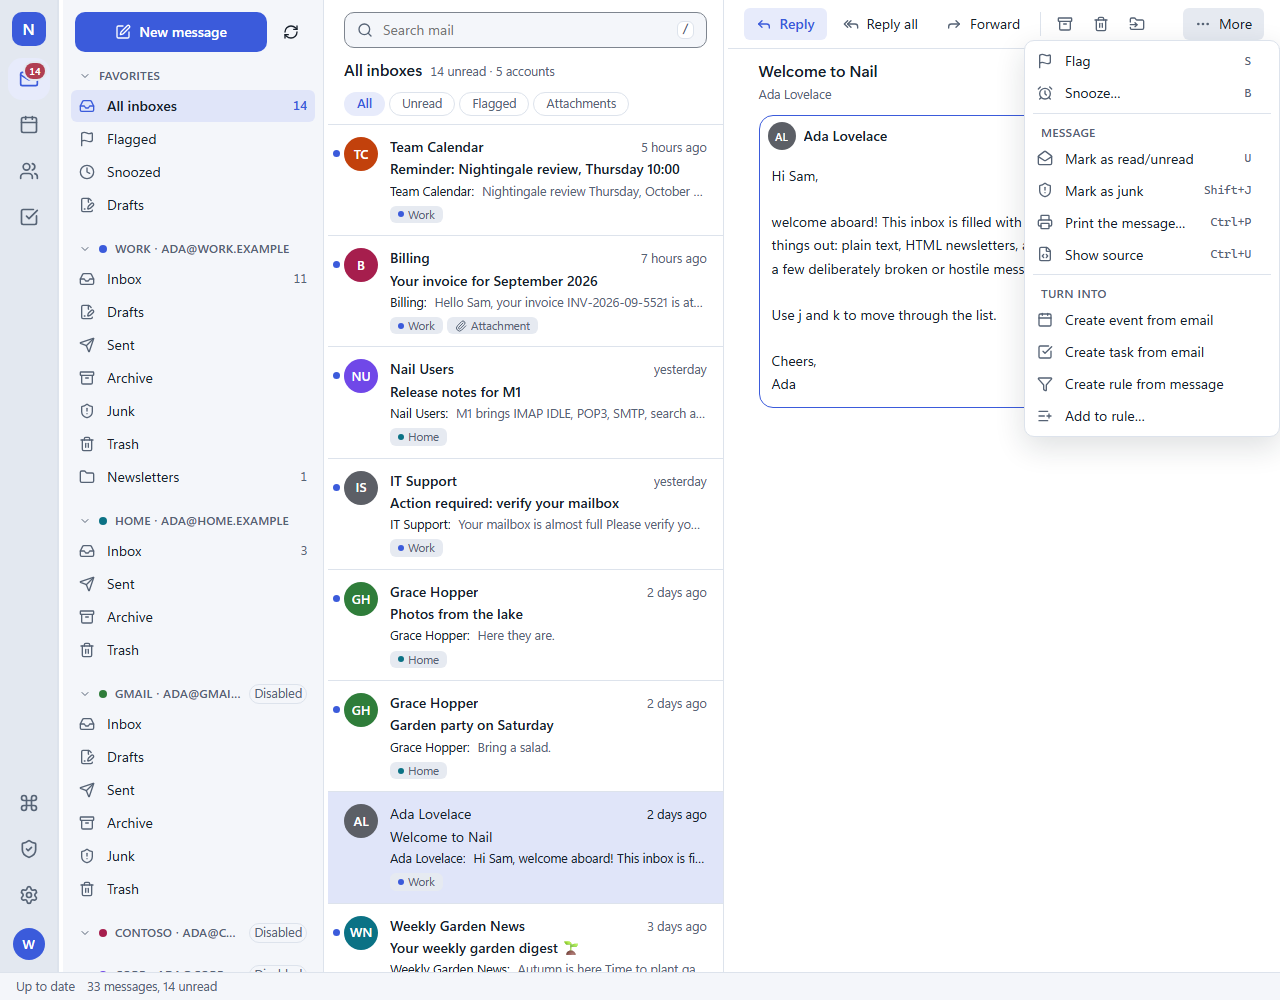 N
14
W
New message
FAVORITES
All inboxes 14
Flagged
Snoozed
Drafts
WORK · ADA@WORK.EXAMPLE
Inbox 11
Drafts
Sent
Archive
Junk
Trash
Newsletters 1
HOME · ADA@HOME.EXAMPLE
Inbox 3
Sent
Archive
Trash
GMAIL · ADA@GMAI... Disabled
Inbox
Drafts
Sent
Archive
Junk
Trash
CONTOSO · ADA@C... Disabled
Search mail /
All inboxes 14 unread · 5 accounts
All Unread Flagged Attachments
TC Team Calendar 5 hours ago
Reminder: Nightingale review, Thursday 10:00
Team Calendar: Nightingale review Thursday, October ...
Work
B Billing 7 hours ago
Your invoice for September 2026
Billing: Hello Sam, your invoice INV-2026-09-5521 is at...
Work Attachment
NU Nail Users yesterday
Release notes for M1
Nail Users: M1 brings IMAP IDLE, POP3, SMTP, search a...
Home
IS IT Support yesterday
Action required: verify your mailbox
IT Support: Your mailbox is almost full Please verify yo...
Work
GH Grace Hopper 2 days ago
Photos from the lake
Grace Hopper: Here they are.
Home
GH Grace Hopper 2 days ago
Garden party on Saturday
Grace Hopper: Bring a salad.
Home
AL Ada Lovelace 2 days ago
Welcome to Nail
Ada Lovelace: Hi Sam, welcome aboard! This inbox is fi...
Work
WN Weekly Garden News 3 days ago
Your weekly garden digest 🌱
Weekly Garden News: Autumn is here Time to plant ga...
Reply Reply all Forward More
Welcome to Nail
Ada Lovelace
AL Ada Lovelace
Hi Sam,
welcome aboard! This inbox is filled with
things out: plain text, HTML newsletters,
a few deliberately broken or hostile mess
Use j and k to move through the list.
Cheers,
Ada
Flag S
Snooze... B
MESSAGE
Mark as read/unread U
Mark as junk Shift+J
Print the message... Ctrl+P
Show source Ctrl+U
TURN INTO
Create event from email
Create task from email
Create rule from message
Add to rule...
Up to date 33 messages, 14 unread